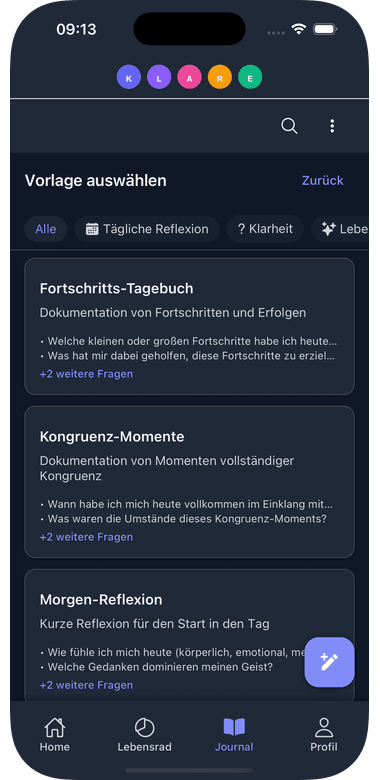 09:13
K L A R E
Vorlage auswählen
Zurück
Alle
Tägliche Reflexion
? Klarheit
Lebe
Fortschritts-Tagebuch
Dokumentation von Fortschritten und Erfolgen
• Welche kleinen oder großen Fortschritte habe ich heute...
• Was hat mir dabei geholfen, diese Fortschritte zu erziel...
+2 weitere Fragen
Kongruenz-Momente
Dokumentation von Momenten vollständiger
Kongruenz
• Wann habe ich mich heute vollkommen im Einklang mit...
• Was waren die Umstände dieses Kongruenz-Moments?
+2 weitere Fragen
Morgen-Reflexion
Kurze Reflexion für den Start in den Tag
• Wie fühle ich mich heute (körperlich, emotional, me
• Welche Gedanken dominieren meinen Geist?
+2 weitere Fragen
Home
Lebensrad
Journal
Profil